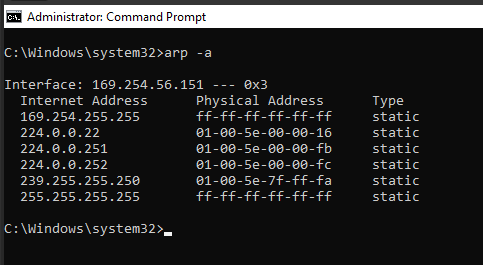 Administrator: Command Prompt
C:\Windows\system32>arp -a
Interface: 169.254.56.151 --- 0x3
Internet Address Physical Address Type
169.254.255.255 ff-ff-ff-ff-ff-ff static
224.0.0.22 01-00-5e-00-00-16 static
224.0.0.251 01-00-5e-00-00-fb static
224.0.0.252 01-00-5e-00-00-fc static
239.255.255.250 01-00-5e-7f-ff-fa static
255.255.255.255 ff-ff-ff-ff-ff-ff static
C:\Windows\system32>